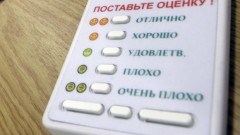 ПОСТАВЬТЕ ОЦЕНКУ !
ОТЛИЧНО
ХОРОШО
УДОВЛЕТВ.
ПЛОХО
ОЧЕНЬ ПЛОХО